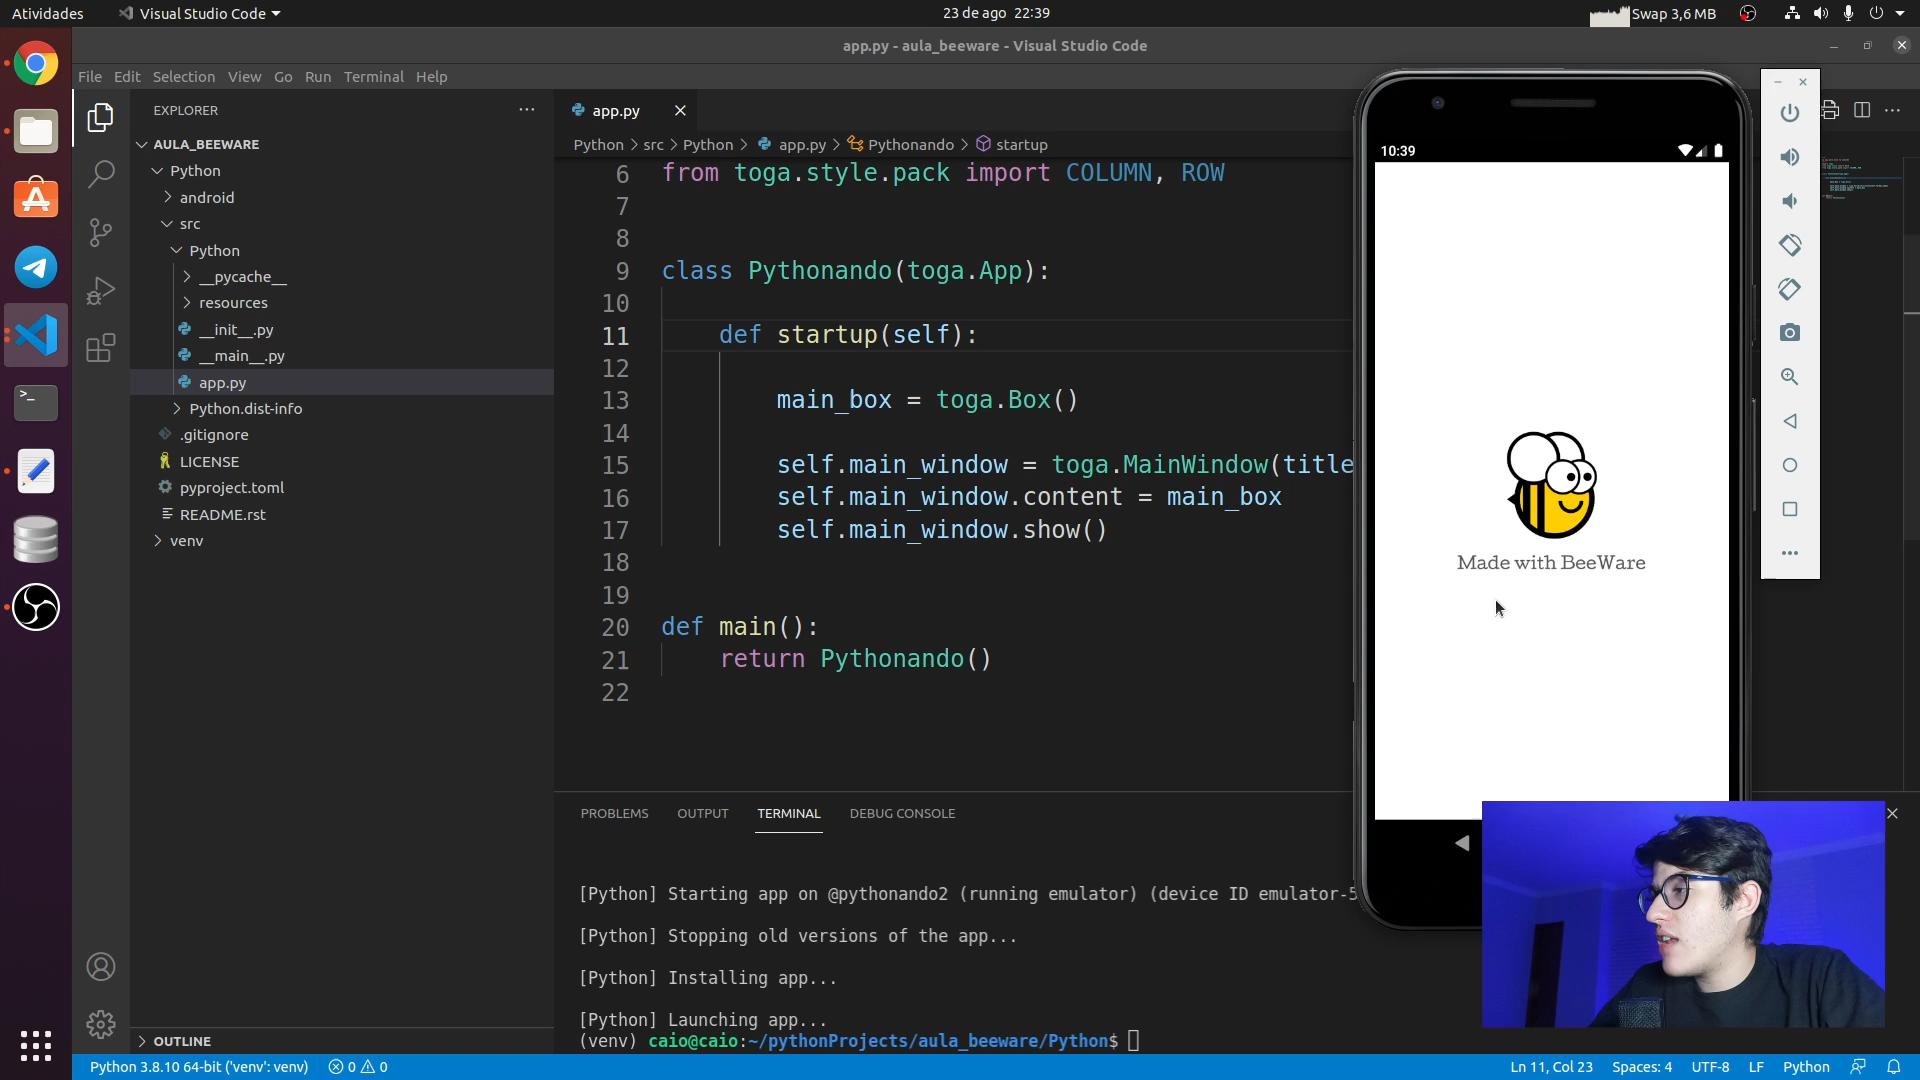 Atividades
Visual Studio Code
23 de ago 22:39
Swap 3,6 MB
app.py - aula_beeware - Visual Studio Code
File Edit Selection View Go Run Terminal Help
EXPLORER
AULA_BEEWARE
Python
android
src
Python
__pycache__
resources
__init__.py
__main__.py
app.py
Python.dist-info
.gitignore
LICENSE
pyproject.toml
README.rst
venv
OUTLINE
app.py
Python > src > Python > app.py > Pythonando > startup
6 from toga.style.pack import COLUMN, ROW
7
8
9 class Pythonando(toga.App):
10
11 def startup(self):
12
13 main_box = toga.Box()
14
15 self.main_window = toga.MainWindow(title
16 self.main_window.content = main_box
17 self.main_window.show()
18
19
20 def main():
21 return Pythonando()
22
PROBLEMS OUTPUT TERMINAL DEBUG CONSOLE
[Python] Starting app on @pythonando2 (running emulator) (device ID emulator-5
[Python] Stopping old versions of the app...
[Python] Installing app...
[Python] Launching app...
(venv) caio@caio:~/pythonProjects/aula_beeware/Python$
10:39
Made with BeeWare
Python 3.8.10 64-bit ('venv': venv) 0 0
Ln 11, Col 23 Spaces: 4 UTF-8 LF Python